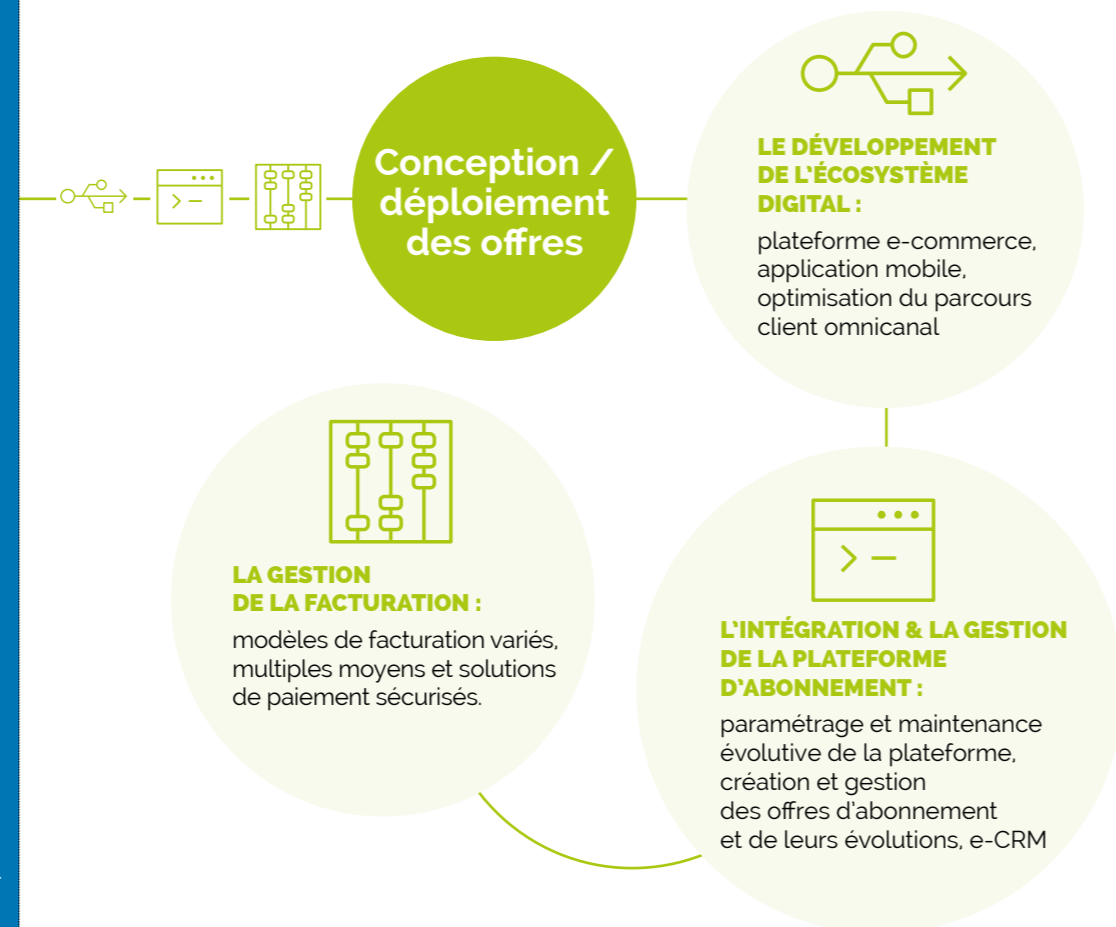 Conception /
déploiement
des offres
LE DÉVELOPPEMENT
DE L'ÉCOSYSTÈME
DIGITAL :
plateforme e-commerce,
application mobile,
optimisation du parcours
client omnicanal
L'INTÉGRATION & LA GESTION
DE LA PLATEFORME
D'ABONNEMENT :
paramétrage et maintenance
évolutive de la plateforme,
création et gestion
des offres d'abonnement
et de leurs évolutions, e-CRM
LA GESTION
DE LA FACTURATION :
modèles de facturation variés,
multiples moyens et solutions
de paiement sécurisés.